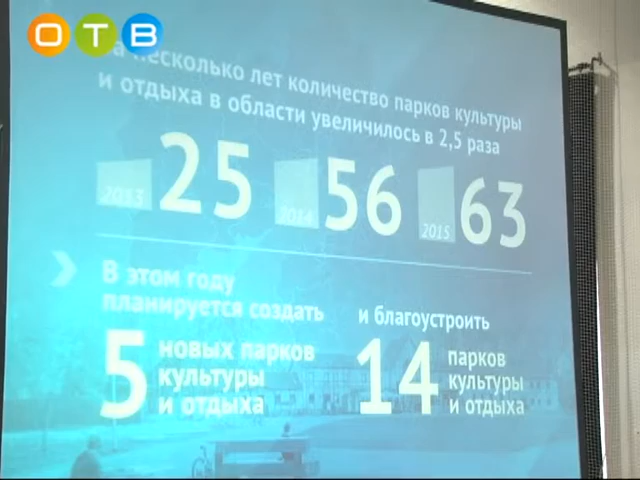 ОТВ
несколько лет количество парков культуры
и отдыха в области увеличилось в 2,5 раза
2013 25 2014 56 2015 63
В этом году
планируется создать
и благоустроить
5 новых парков
культуры
и отдыха
14 парков
культуры
и отдыха